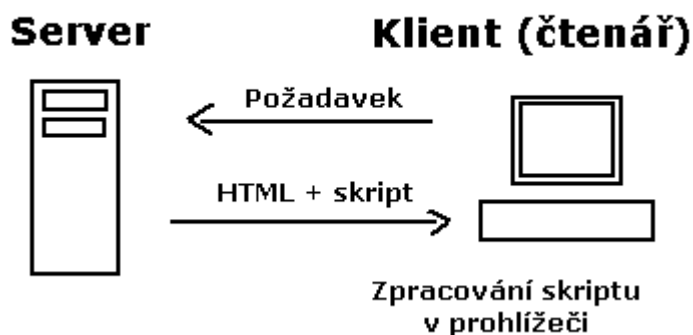 Server
Klient (čtenář)
Požadavek
HTML + skript
Zpracování skriptu
v prohlížeči